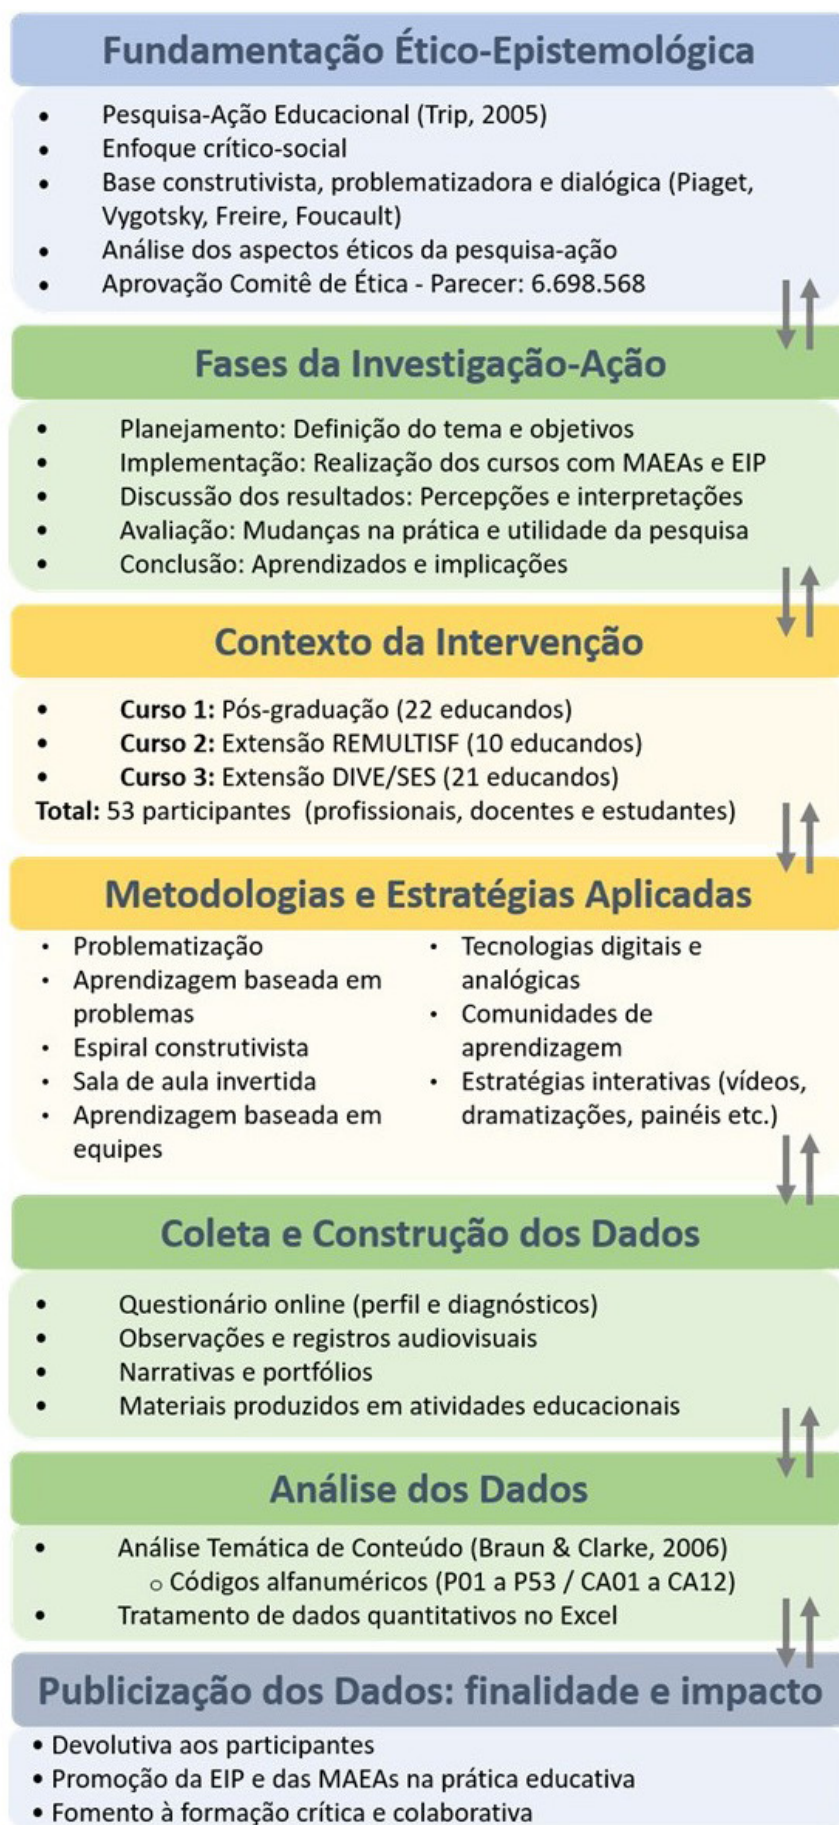 Fundamentação Ético-Epistemológica
• Pesquisa-Ação Educacional (Trip, 2005)
• Enfoque crítico-social
• Base construtivista, problematizadora e dialógica (Piaget,
Vygotsky, Freire, Foucault)
• Análise dos aspectos éticos da pesquisa-ação
• Aprovação Comitê de Ética - Parecer: 6.698.568
Fases da Investigação-Ação
• Planejamento: Definição do tema e objetivos
• Implementação: Realização dos cursos com MAEAs e EIP
• Discussão dos resultados: Percepções e interpretações
• Avaliação: Mudanças na prática e utilidade da pesquisa
• Conclusão: Aprendizados e implicações
Contexto da Intervenção
• Curso 1: Pós-graduação (22 educandos)
• Curso 2: Extensão REMULTISF (10 educandos)
• Curso 3: Extensão DIVE/SES (21 educandos)
Total: 53 participantes (profissionais, docentes e estudantes)
Metodologias e Estratégias Aplicadas
• Problematização
• Aprendizagem baseada em
problemas
• Espiral construtivista
• Sala de aula invertida
• Aprendizagem baseada em
equipes
• Tecnologias digitais e
analógicas
• Comunidades de
aprendizagem
• Estratégias interativas (vídeos,
dramatizações, painéis etc.)
Coleta e Construção dos Dados
• Questionário online (perfil e diagnósticos)
• Observações e registros audiovisuais
• Narrativas e portfólios
• Materiais produzidos em atividades educacionais
Análise dos Dados
• Análise Temática de Conteúdo (Braun & Clarke, 2006)
o Códigos alfanuméricos (P01 a P53 / CA01 a CA12)
• Tratamento de dados quantitativos no Excel
Publicização dos Dados: finalidade e impacto
• Devolutiva aos participantes
• Promoção da EIP e das MAEAs na prática educativa
• Fomento à formação crítica e colaborativa